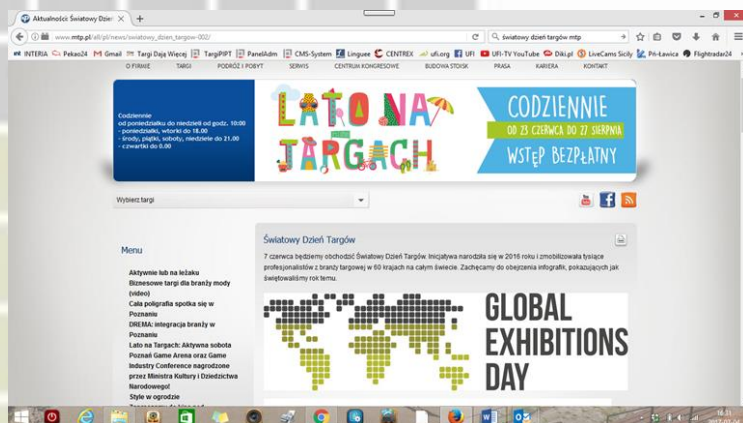 Aktualności: Światowy Dzień
www.mtp.pl/all/pl/news/swiatowy_dzien_targow-002/
światowy dzień targów mtp
INTERIA Pekao24 Gmail Targi Dają Więcej TargiPIPT PanelAdm CMS-System Linguee CENTREX ufi.org UFI UFI-TV YouTube Diki.pl LiveCams Sicily Pń-Ławica Flightradar24
O FIRMIE TARGI PODRÓŻ I POBYT SERWIS CENTRUM KONGRESOWE BUDOWA STOISK PRASA KARIERA KONTAKT
Codziennie
od poniedziałku do niedzieli od godz. 10:00
- poniedziałki, wtorki do 18.00
- środy, piątki, soboty, niedziele do 21.00
- czwartki do 0.00
LATO NA
TARGACH
CODZIENNIE
OD 23 CZERWCA DO 27 SIERPNIA
WSTĘP BEZPŁATNY
Wybierz targi
Menu
Aktywnie lub na leżaku
Biznesowe targi dla branży mody
(video)
Cała poligrafia spotka się w
Poznaniu
DREMA: integracja branży w
Poznaniu
Lato na Targach: Aktywna sobota
Poznań Game Arena oraz Game
Industry Conference nagrodzone
przez Ministra Kultury i Dziedzictwa
Narodowego!
Style w ogrodzie
Światowy Dzień Targów
7 czerwca będziemy obchodzić Światowy Dzień Targów. Inicjatywa narodziła się w 2016 roku i zmobilizowała tysiące
profesjonalistów z branży targowej w 60 krajach na całym świecie. Zachęcamy do obejrzenia infografik, pokazujących jak
świętowaliśmy rok temu.
GLOBAL
EXHIBITIONS
DAY
16:31